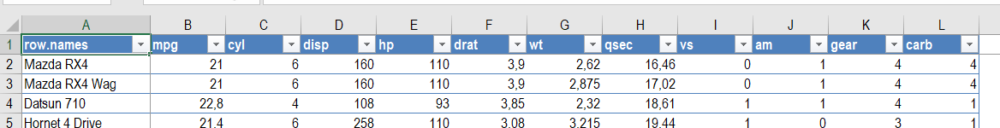 A B C D E F G H I J K L
1 row.names mpg cyl disp hp drat wt qsec vs am gear carb
2 Mazda RX4 21 6 160 110 3,9 2,62 16,46 0 1 4 4
3 Mazda RX4 Wag 21 6 160 110 3,9 2,875 17,02 0 1 4 4
4 Datsun 710 22,8 4 108 93 3,85 2,32 18,61 1 1 4 1
5 Hornet 4 Drive 21,4 6 258 110 3,08 3,215 19,44 1 0 3 1